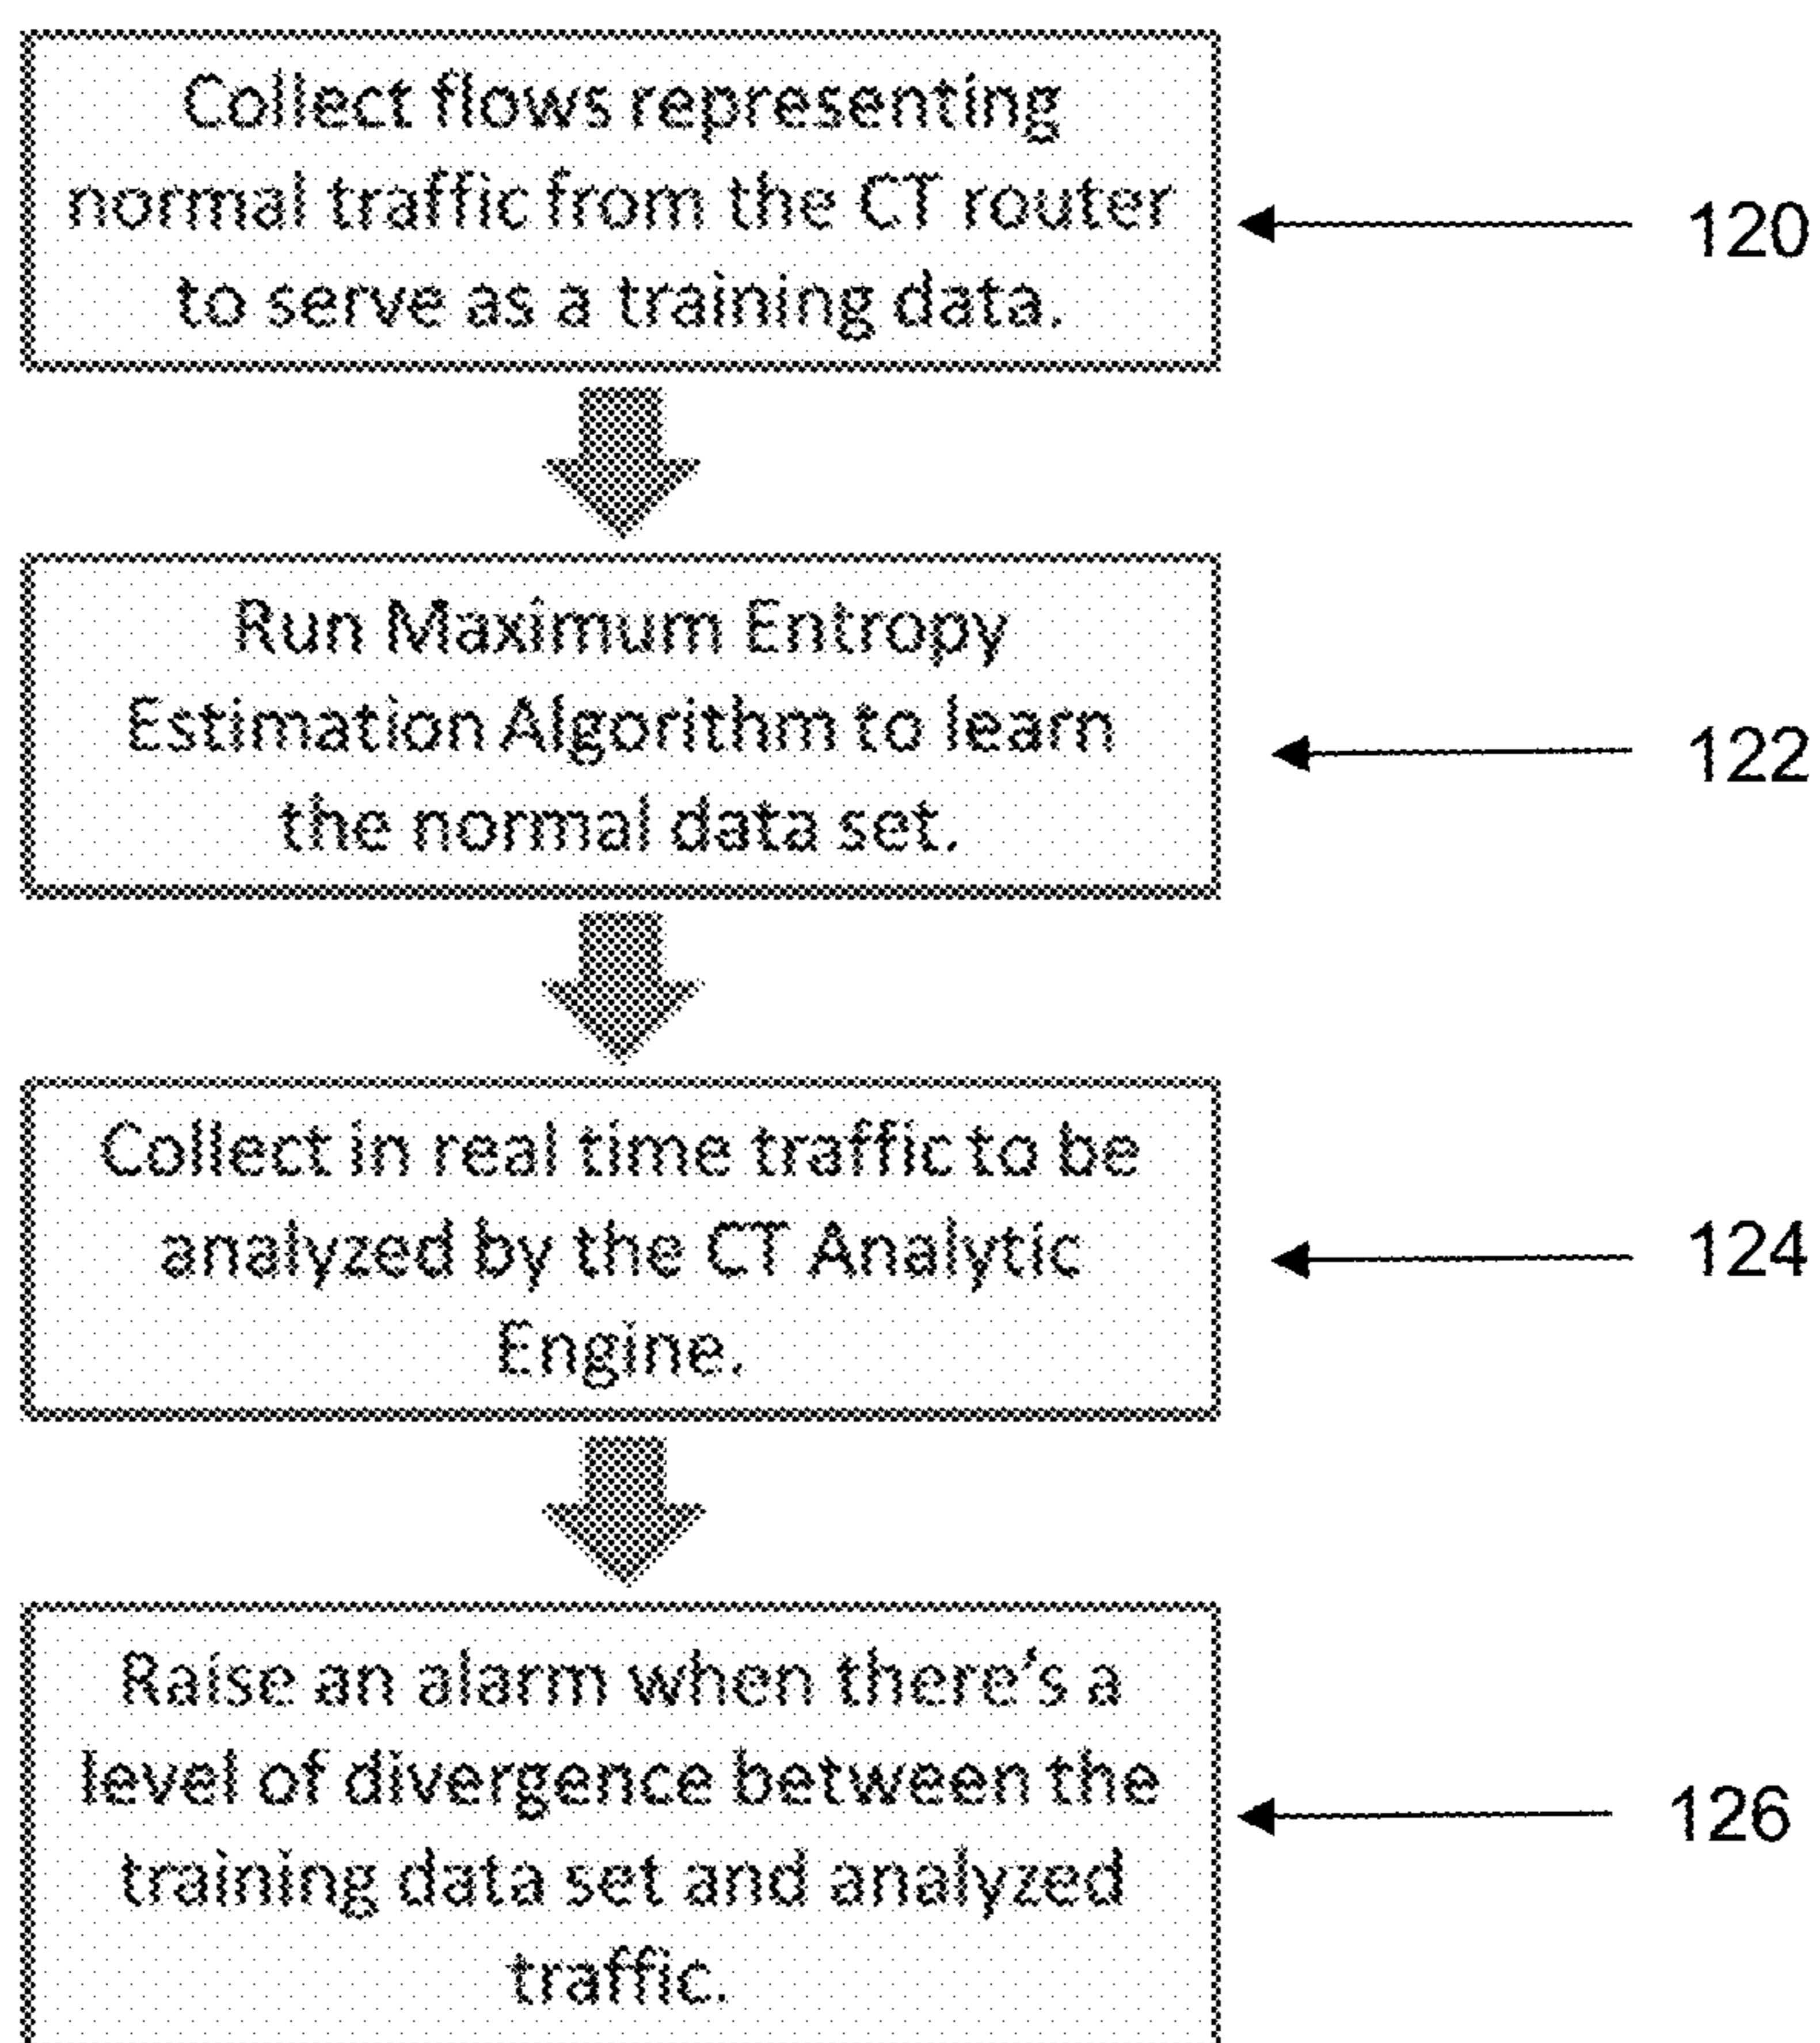 Collect flows representing
normal traffic from the CT router
to serve as a training data.
120
Run Maximum Entropy
Estimation Algorithm to learn
the normal data set.
122
Collect in real time traffic to be
analyzed by the CT Analytic
Engine.
124
Raise an alarm when there's a
level of divergence between the
training data set and analyzed
traffic.
126